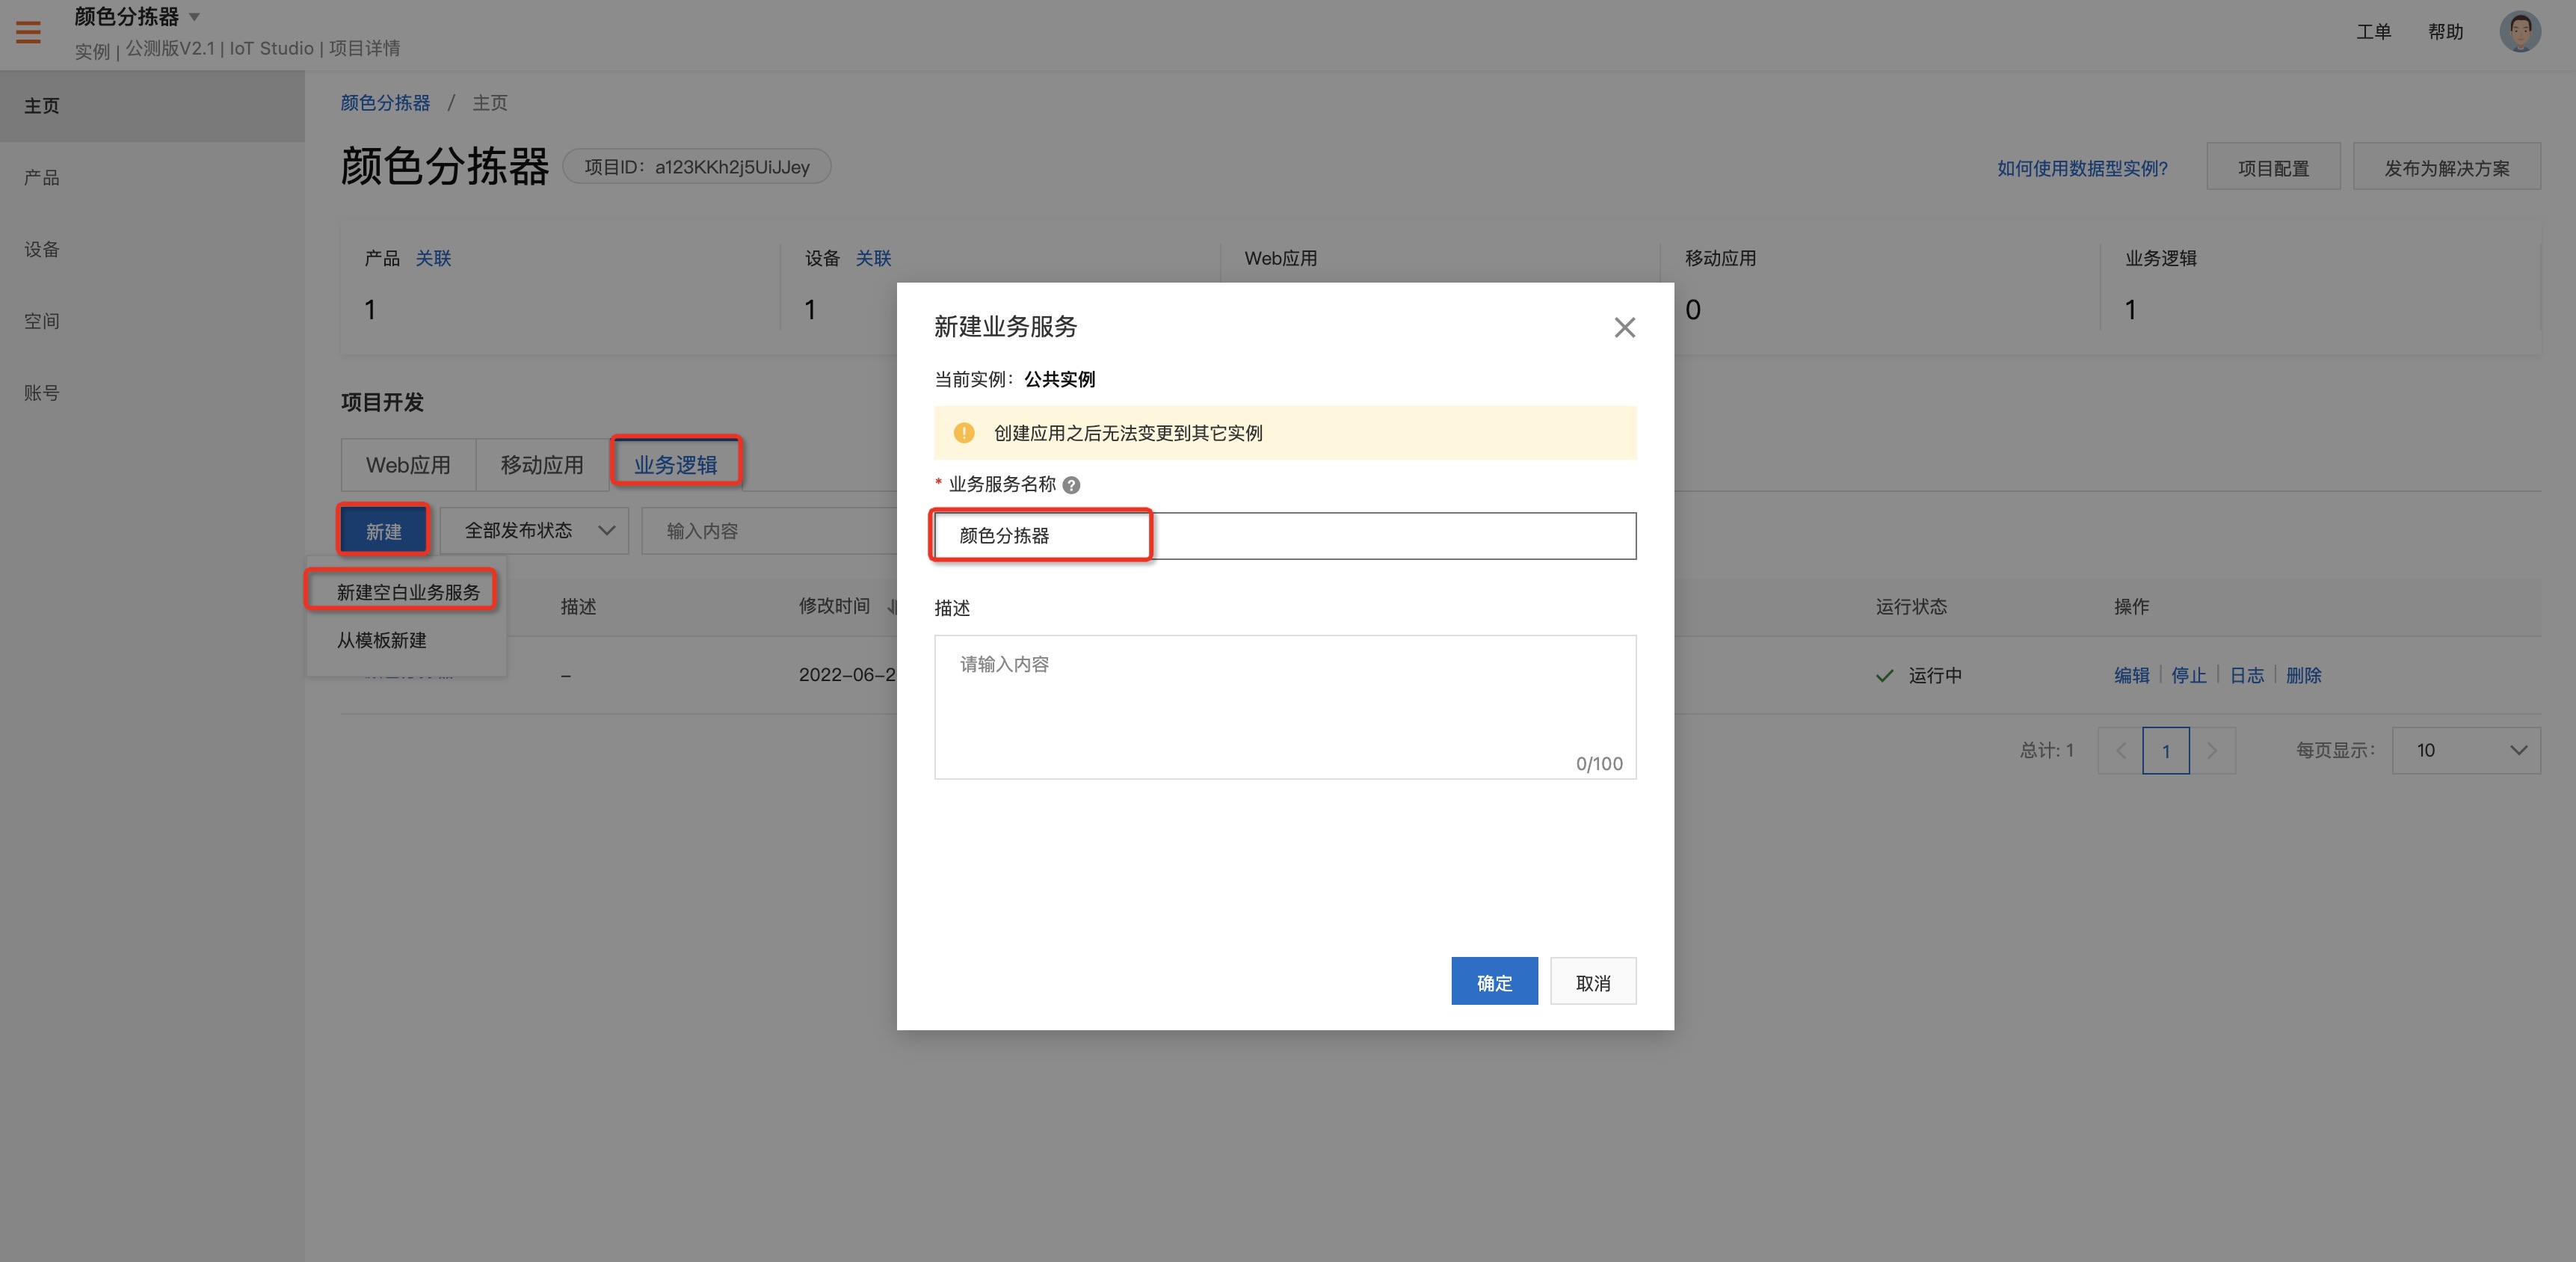 颜色分拣器
实例 | 公测版V2.1 | IoT Studio | 项目详情
工单
帮助
主页
产品
设备
空间
账号
颜色分拣器 / 主页
颜色分拣器
项目ID：a123KKh2j5UiJJey
如何使用数据型实例?
项目配置
发布为解决方案
产品 关联
1
设备 关联
1
Web应用
移动应用
0
业务逻辑
1
项目开发
Web应用
移动应用
业务逻辑
新建
全部发布状态
输入内容
新建空白业务服务
从模板新建
描述
修改时间
运行状态
操作
–
2022-06-2
运行中
编辑 | 停止 | 日志 | 删除
总计: 1
1
每页显示：
10
新建业务服务
当前实例：公共实例
创建应用之后无法变更到其它实例
* 业务服务名称
颜色分拣器
描述
请输入内容
0/100
确定
取消